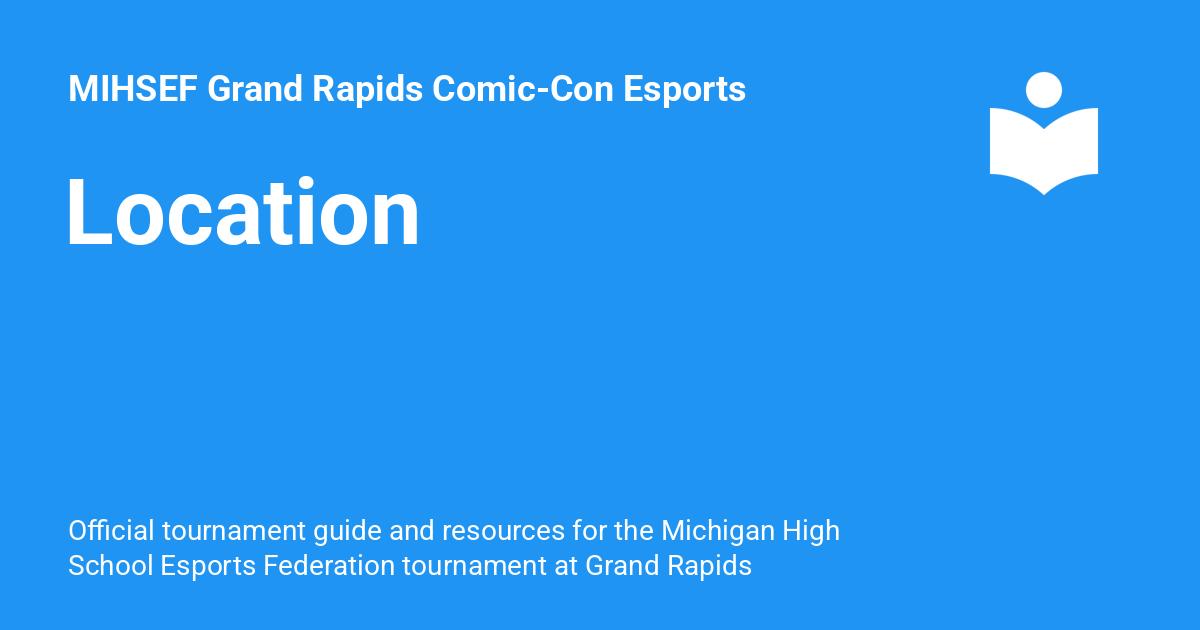 MIHSEF Grand Rapids Comic-Con Esports
Location
Official tournament guide and resources for the Michigan High
School Esports Federation tournament at Grand Rapids